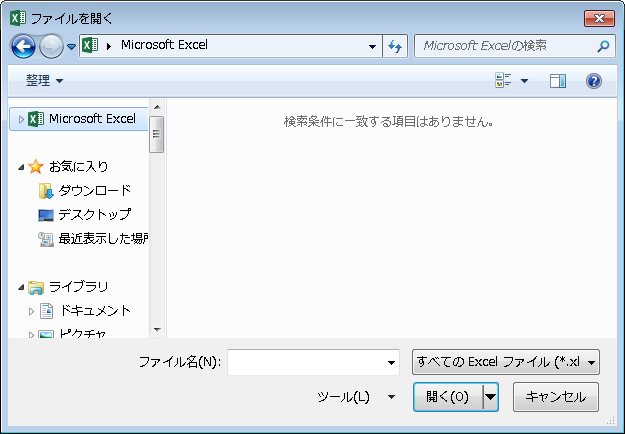 ファイルを開く
Microsoft Excel
Microsoft Excelの検索
整理
Microsoft Excel
検索条件に一致する項目はありません。
お気に入り
ダウンロード
デスクトップ
最近表示した場所
ライブラリ
ドキュメント
ピクチャ
ファイル名(N):
すべての Excel ファイル (*.xl
ツール(L)
開く(O)
キャンセル